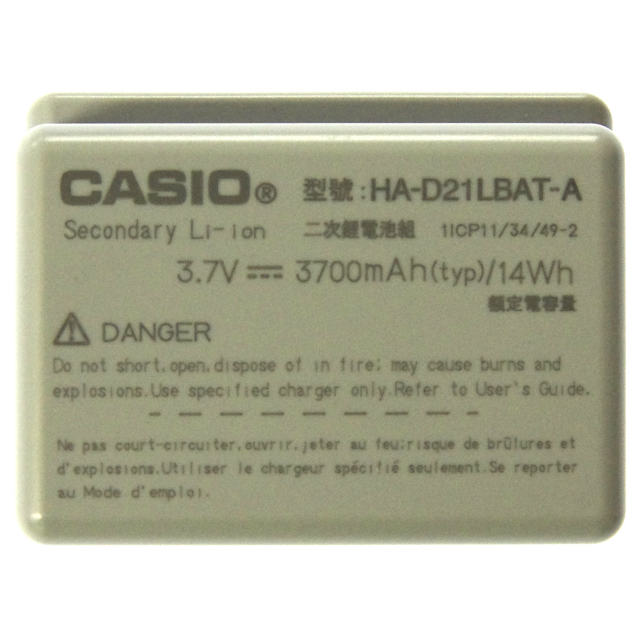 CASIO® 型號:HA-D21LBAT-A
Secondary Li-ion 二次鋰電池組 1ICP11/34/49-2
3.7V⎓ 3700mAh(typ)/14Wh
額定電容量
⚠ DANGER
Do not short,open,dispose of in fire; may cause burns and
explosions.Use specified charger only.Refer to User's Guide.
Ne pas court-circuiter,ouvrir,jeter au feu;risque de brûlures et
d'explosions.Utiliser le chargeur spécifié seulement.Se reporter
au Mode d'emploi.